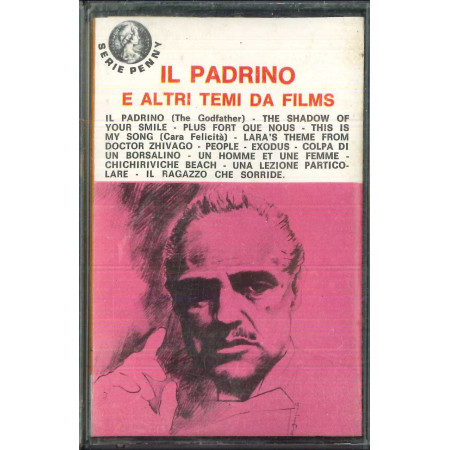 SERIE PENNY
IL PADRINO
E ALTRI TEMI DA FILMS
IL PADRINO (The Godfather) - THE SHADOW OF
YOUR SMILE - PLUS FORT QUE NOUS - THIS IS
MY SONG (Cara Felicità) - LARA'S THEME FROM
DOCTOR ZHIVAGO - PEOPLE - EXODUS - COLPA DI
UN BORSALINO - UN HOMME ET UNE FEMME -
CHICHIRIVICHE BEACH - UNA LEZIONE PARTICO-
LARE - IL RAGAZZO CHE SORRIDE.